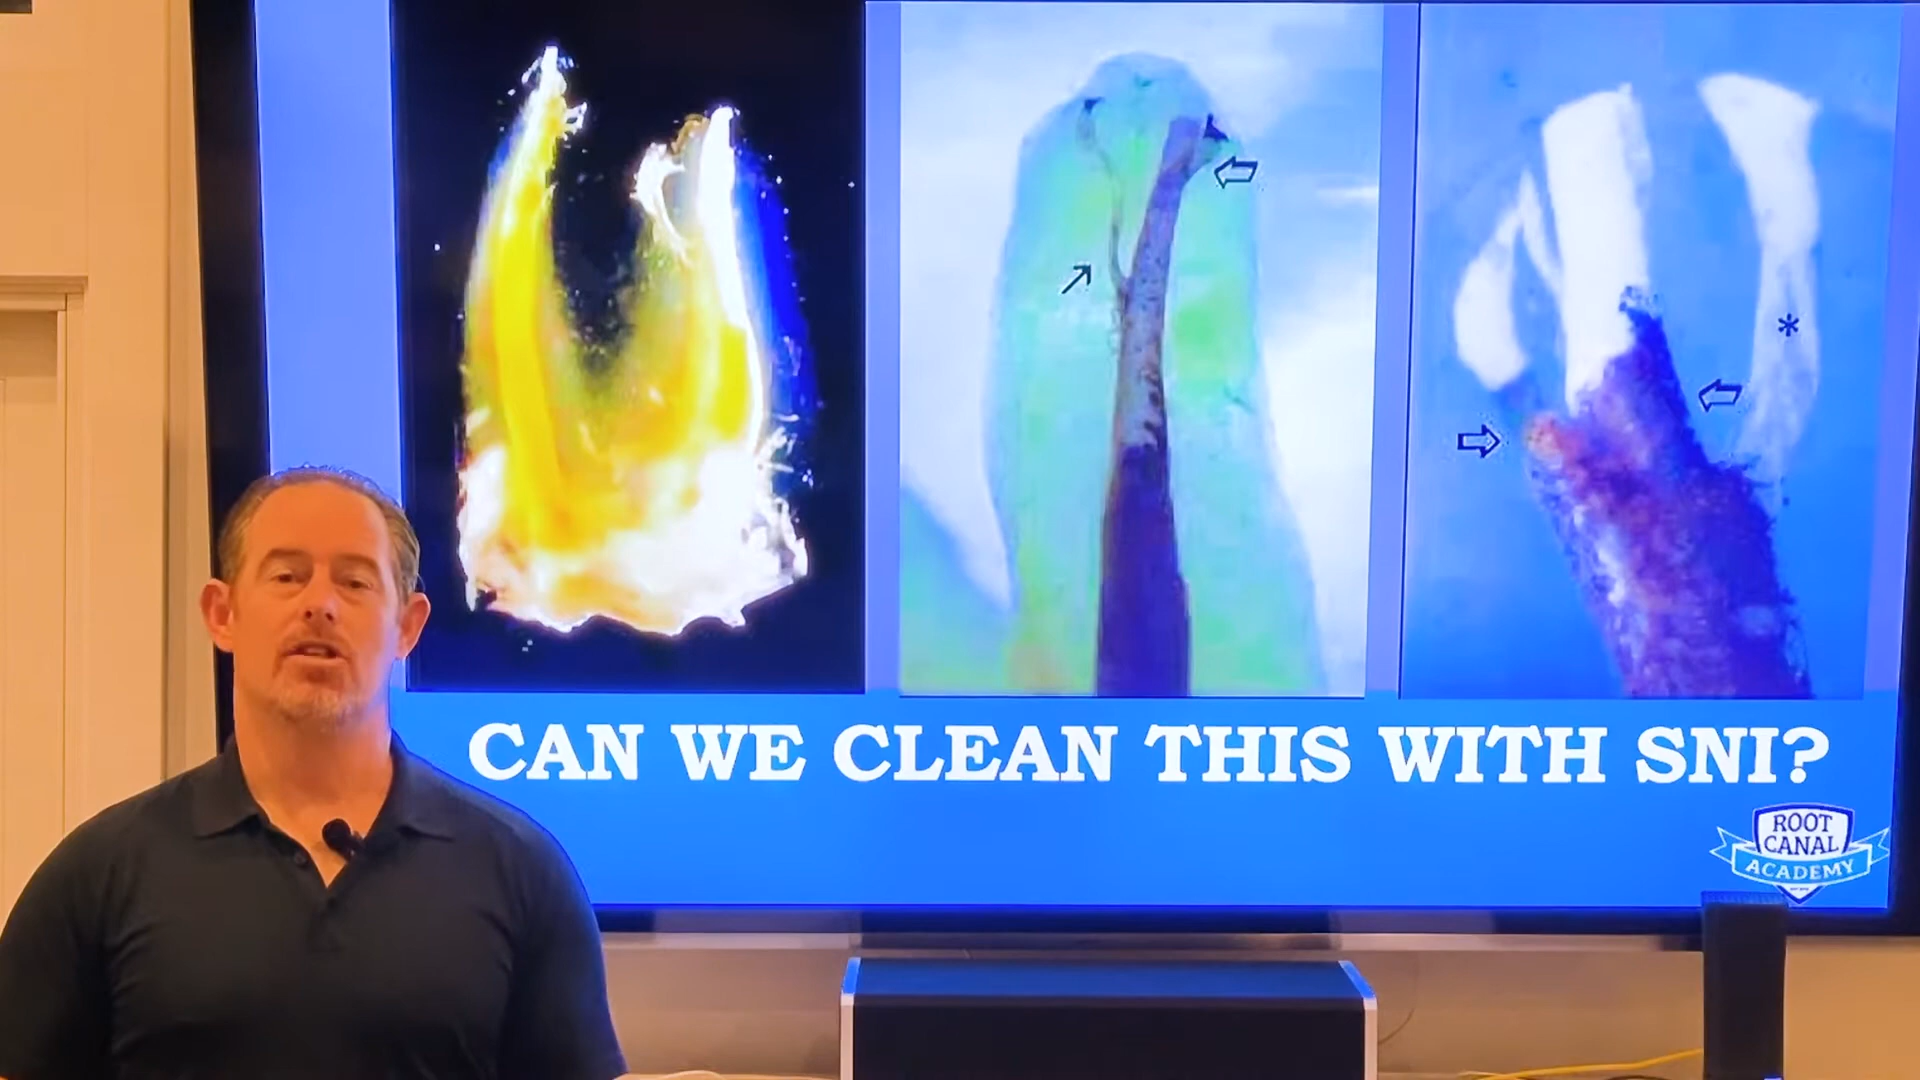 *
CAN WE CLEAN THIS WITH SNI?
ROOT
CANAL
ACADEMY